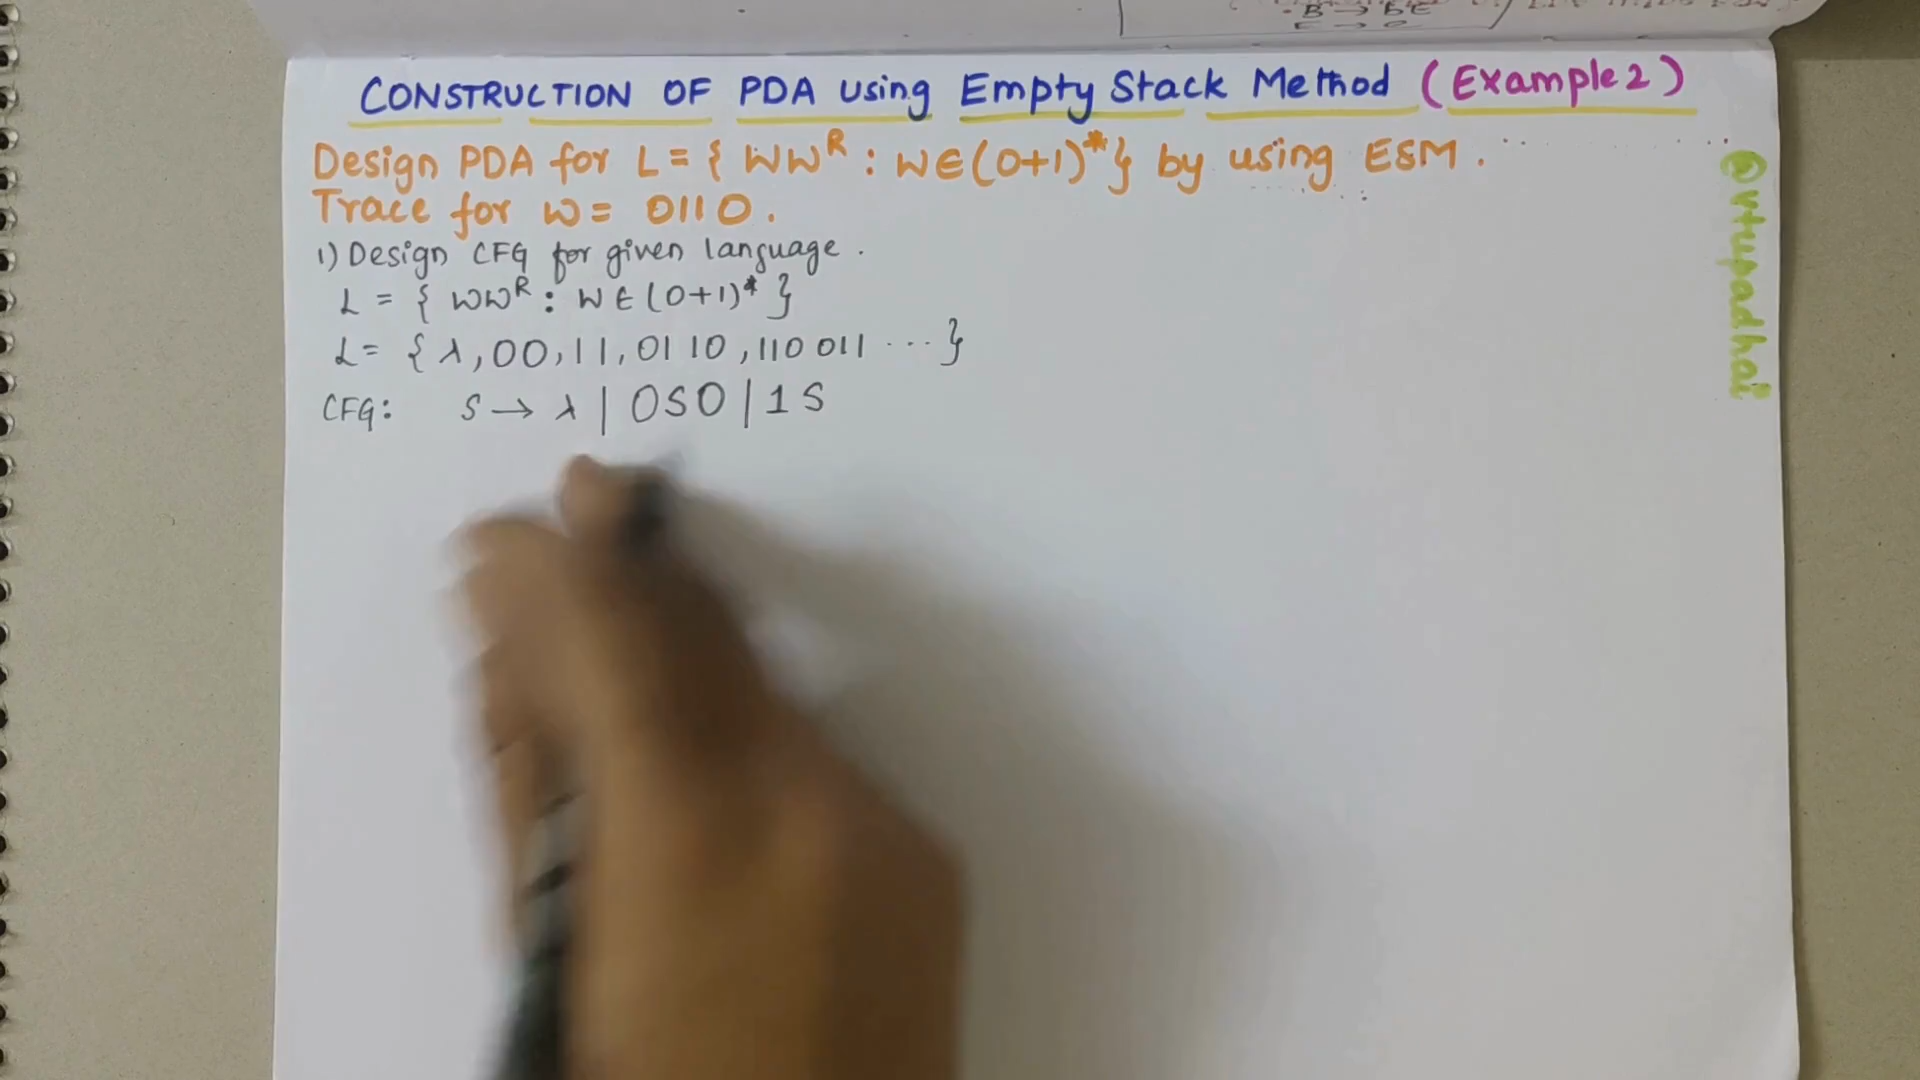 B → bE
CONSTRUCTION OF PDA using Empty Stack Method (Example 2)
Design PDA for L = { WW^R : W∈(0+1)^* } by using ESM.
Trace for w = 0110.
1) Design CFG for given language.
L = { WW^R : W∈(0+1)^* }
L = { λ, 00, 11, 0110, 110011 ... }
CFG: S → λ | 0S0 | 1S
@vtupadhai